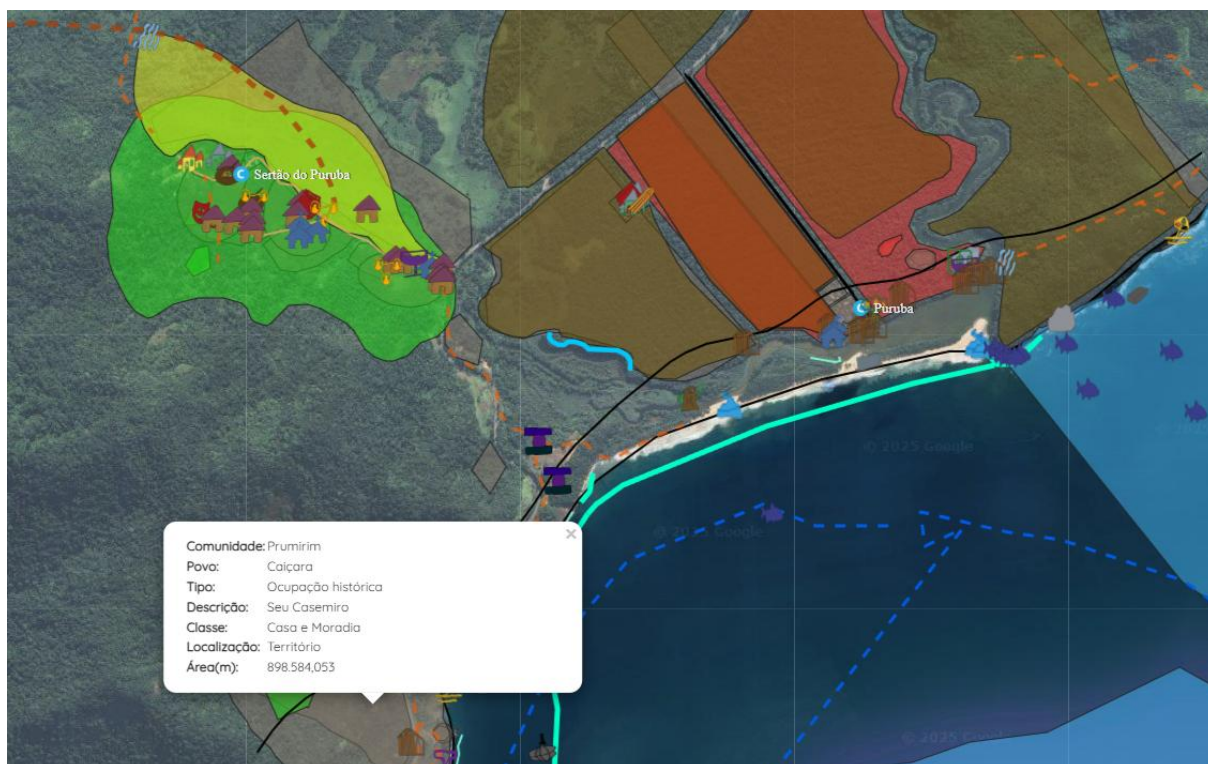 Sertão do Puruba
Puruba
© 2025 Google
© 2025 Google
© 2025 Google
Comunidade: Prumirim
Povo: Caiçara
Tipo: Ocupação histórica
Descrição: Seu Casemiro
Classe: Casa e Moradia
Localização: Território
Área(m): 898.584,053